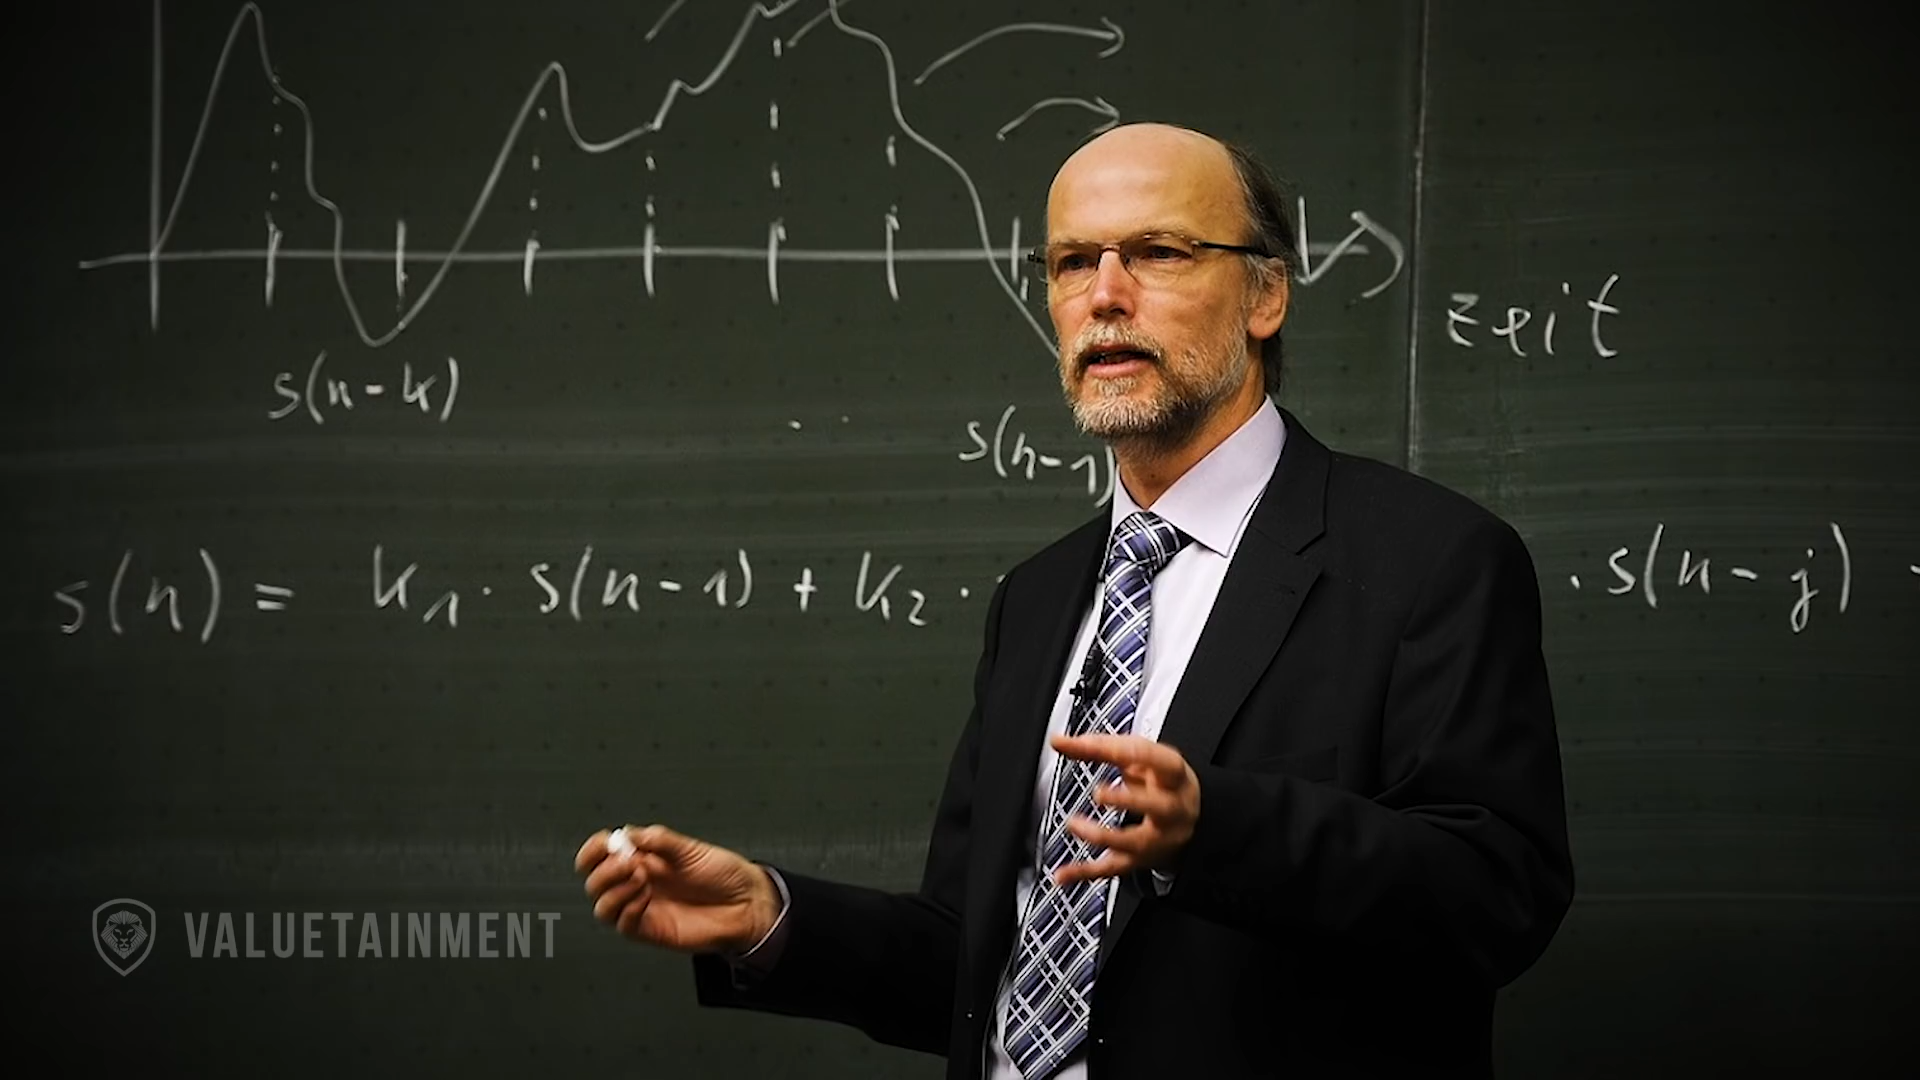 zeit
s(n-k)
s(n-1)
s(n) = k₁· s(n-1) + k₂ · · s(n-j)
VALUETAINMENT